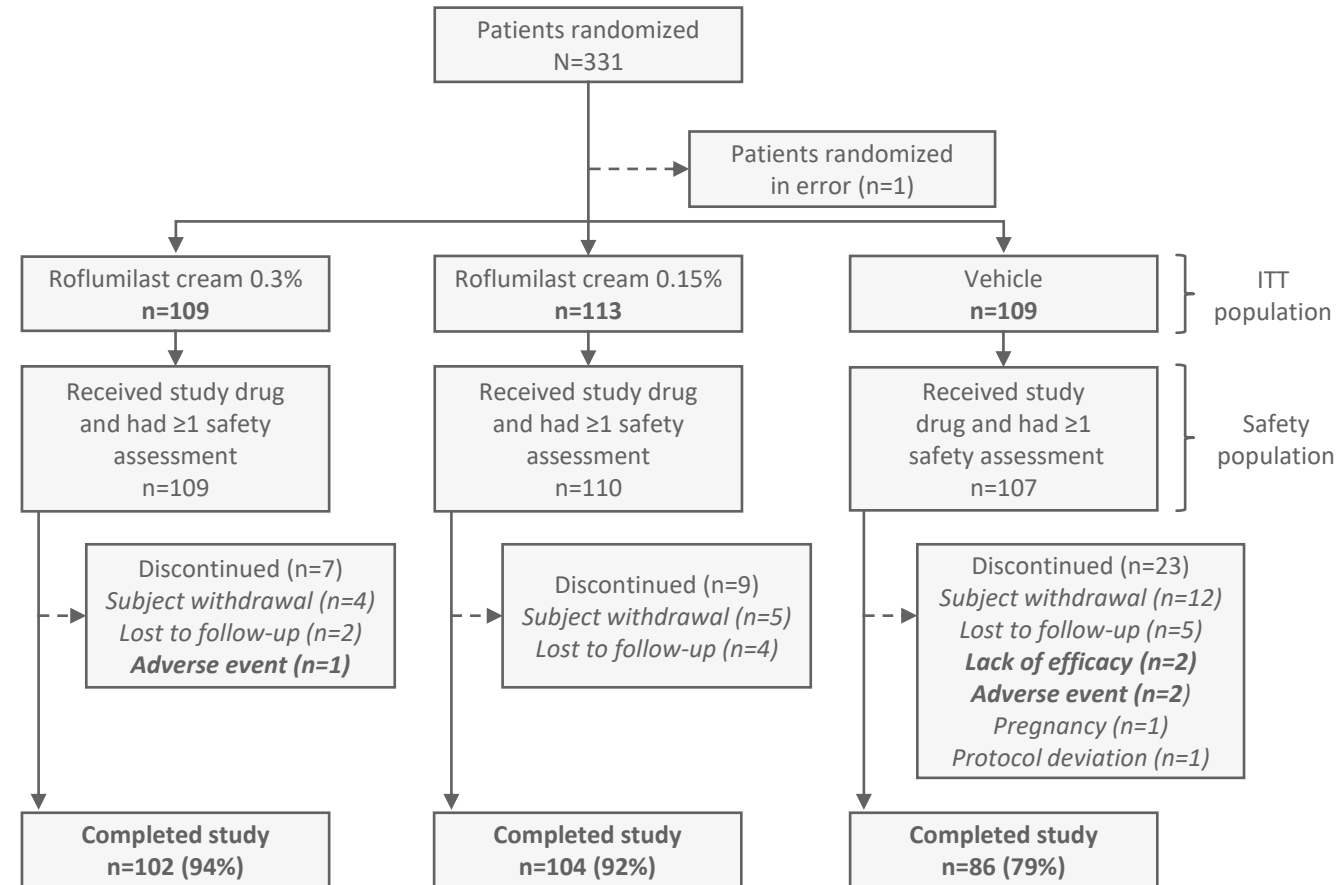 Patients randomized
N=331
Patients randomized
in error (n=1)
Roflumilast cream 0.3%
n=109
Roflumilast cream 0.15%
n=113
Vehicle
n=109
ITT
population
Received study drug
and had ≥1 safety
assessment
n=109
Received study drug
and had ≥1 safety
assessment
n=110
Received study
drug and had ≥1
safety assessment
n=107
Safety
population
Discontinued (n=7)
Subject withdrawal (n=4)
Lost to follow-up (n=2)
Adverse event (n=1)
Discontinued (n=9)
Subject withdrawal (n=5)
Lost to follow-up (n=4)
Discontinued (n=23)
Subject withdrawal (n=12)
Lost to follow-up (n=5)
Lack of efficacy (n=2)
Adverse event (n=2)
Pregnancy (n=1)
Protocol deviation (n=1)
Completed study
n=102 (94%)
Completed study
n=104 (92%)
Completed study
n=86 (79%)